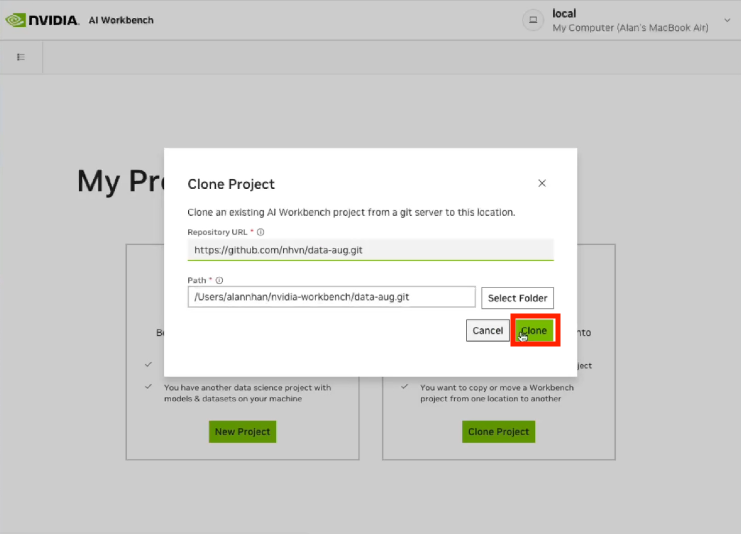 NVIDIA. AI Workbench
local
My Computer (Alan's MacBook Air)
My Pr
Clone Project
Clone an existing AI Workbench project from a git server to this location.
Repository URL *
https://github.com/nhvn/data-aug.git
Path *
/Users/alannhan/nvidia-workbench/data-aug.git
Select Folder
Cancel
Clone
Be
nto
ject
You have another data science project with
models & datasets on your machine
New Project
You want to copy or move a Workbench
project from one location to another
Clone Project